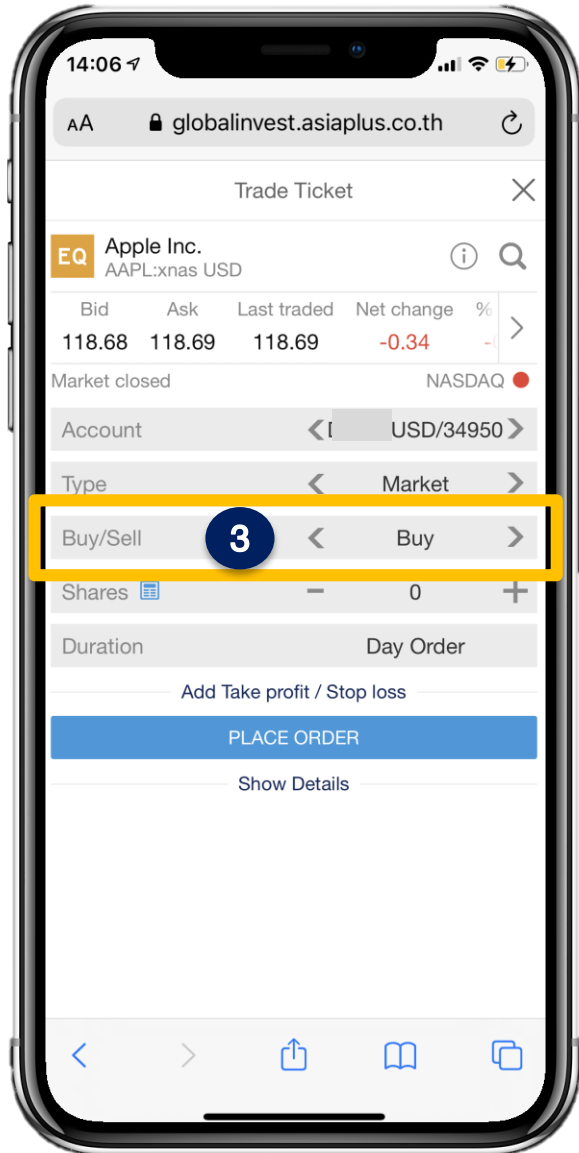 14:06
AA globalinvest.asiaplus.co.th
Trade Ticket
EQ Apple Inc.
AAPL:xnas USD
Bid Ask Last traded Net change %
118.68 118.69 118.69 -0.34
Market closed NASDAQ
Account USD/34950
Type Market
Buy/Sell 3 Buy
Shares - 0 +
Duration Day Order
Add Take profit / Stop loss
PLACE ORDER
Show Details